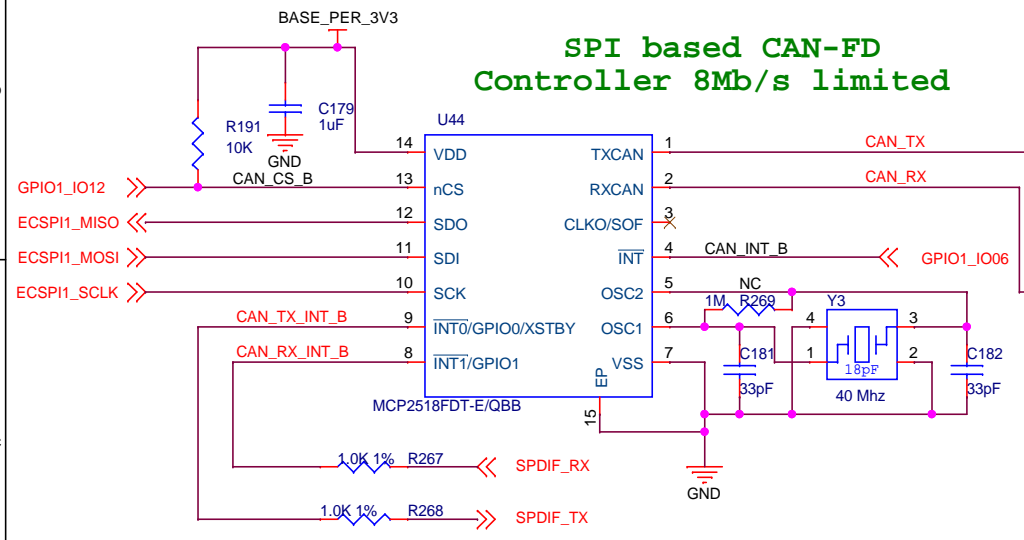 BASE_PER_3V3
SPI based CAN-FD
Controller 8Mb/s limited
R191
10K
C179
1uF
GND
U44
14
VDD
TXCAN
1
CAN_TX
GPIO1_IO12
CAN_CS_B
13
nCS
RXCAN
2
CAN_RX
ECSPI1_MISO
12
SDO
CLKO/SOF
3
ECSPI1_MOSI
11
SDI
INT
4
CAN_INT_B
GPIO1_IO06
ECSPI1_SCLK
10
SCK
OSC2
5
NC
1M
R269
Y3
CAN_TX_INT_B
9
INT0/GPIO0/XSTBY
OSC1
6
4
3
CAN_RX_INT_B
8
INT1/GPIO1
VSS
7
C181
33pF
1
2
18pF
40 Mhz
C182
33pF
EP
15
MCP2518FDT-E/QBB
GND
1.0K 1%
R267
SPDIF_RX
1.0K 1%
R268
SPDIF_TX